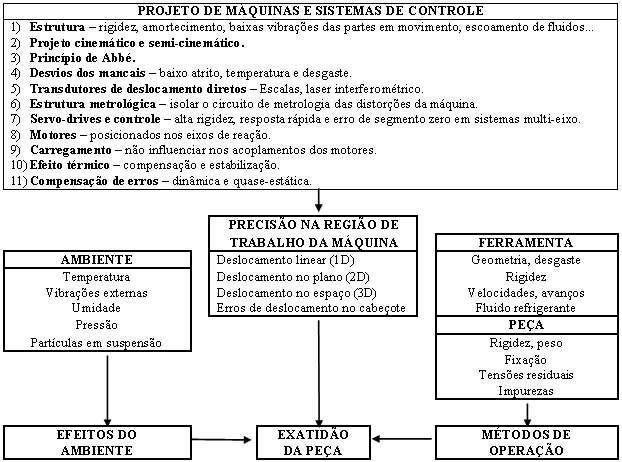 PROJETO DE MÁQUINAS E SISTEMAS DE CONTROLE
1) Estrutura – rigidez, amortecimento, baixas vibrações das partes em movimento, escoamento de fluidos...
2) Projeto cinemático e semi-cinemático.
3) Princípio de Abbé.
4) Desvios dos mancais – baixo atrito, temperatura e desgaste.
5) Transdutores de deslocamento diretos – Escalas, laser interferométrico.
6) Estrutura metrológica – isolar o circuito de metrologia das distorções da máquina.
7) Servo-drives e controle – alta rigidez, resposta rápida e erro de segmento zero em sistemas multi-eixo.
8) Motores – posicionados nos eixos de reação.
9) Carregamento – não influenciar nos acoplamentos dos motores.
10) Efeito térmico – compensação e estabilização.
11) Compensação de erros – dinâmica e quase-estática.
PRECISÃO NA REGIÃO DE
TRABALHO DA MÁQUINA
Deslocamento linear (1D)
Deslocamento no plano (2D)
Deslocamento no espaço (3D)
Erros de deslocamento no cabeçote
AMBIENTE
Temperatura
Vibrações externas
Umidade
Pressão
Partículas em suspensão
FERRAMENTA
Geometria, desgaste
Rigidez
Velocidades, avanços
Fluido refrigerante
PEÇA
Rigidez, peso
Fixação
Tensões residuais
Impurezas
EFEITOS DO
AMBIENTE
EXATIDÃO
DA PEÇA
MÉTODOS DE
OPERAÇÃO